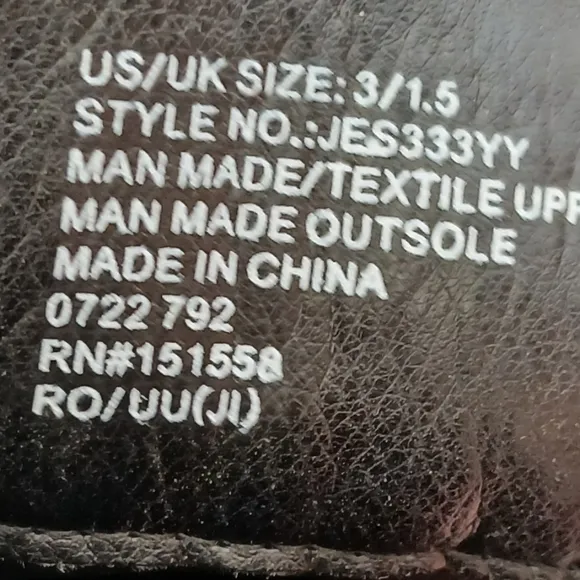 US/UK SIZE: 3/1.5
STYLE NO.:JES333YY
MAN MADE/TEXTILE UPP
MAN MADE OUTSOLE
MADE IN CHINA
0722 792
RN#151558
RO/UU(JI)